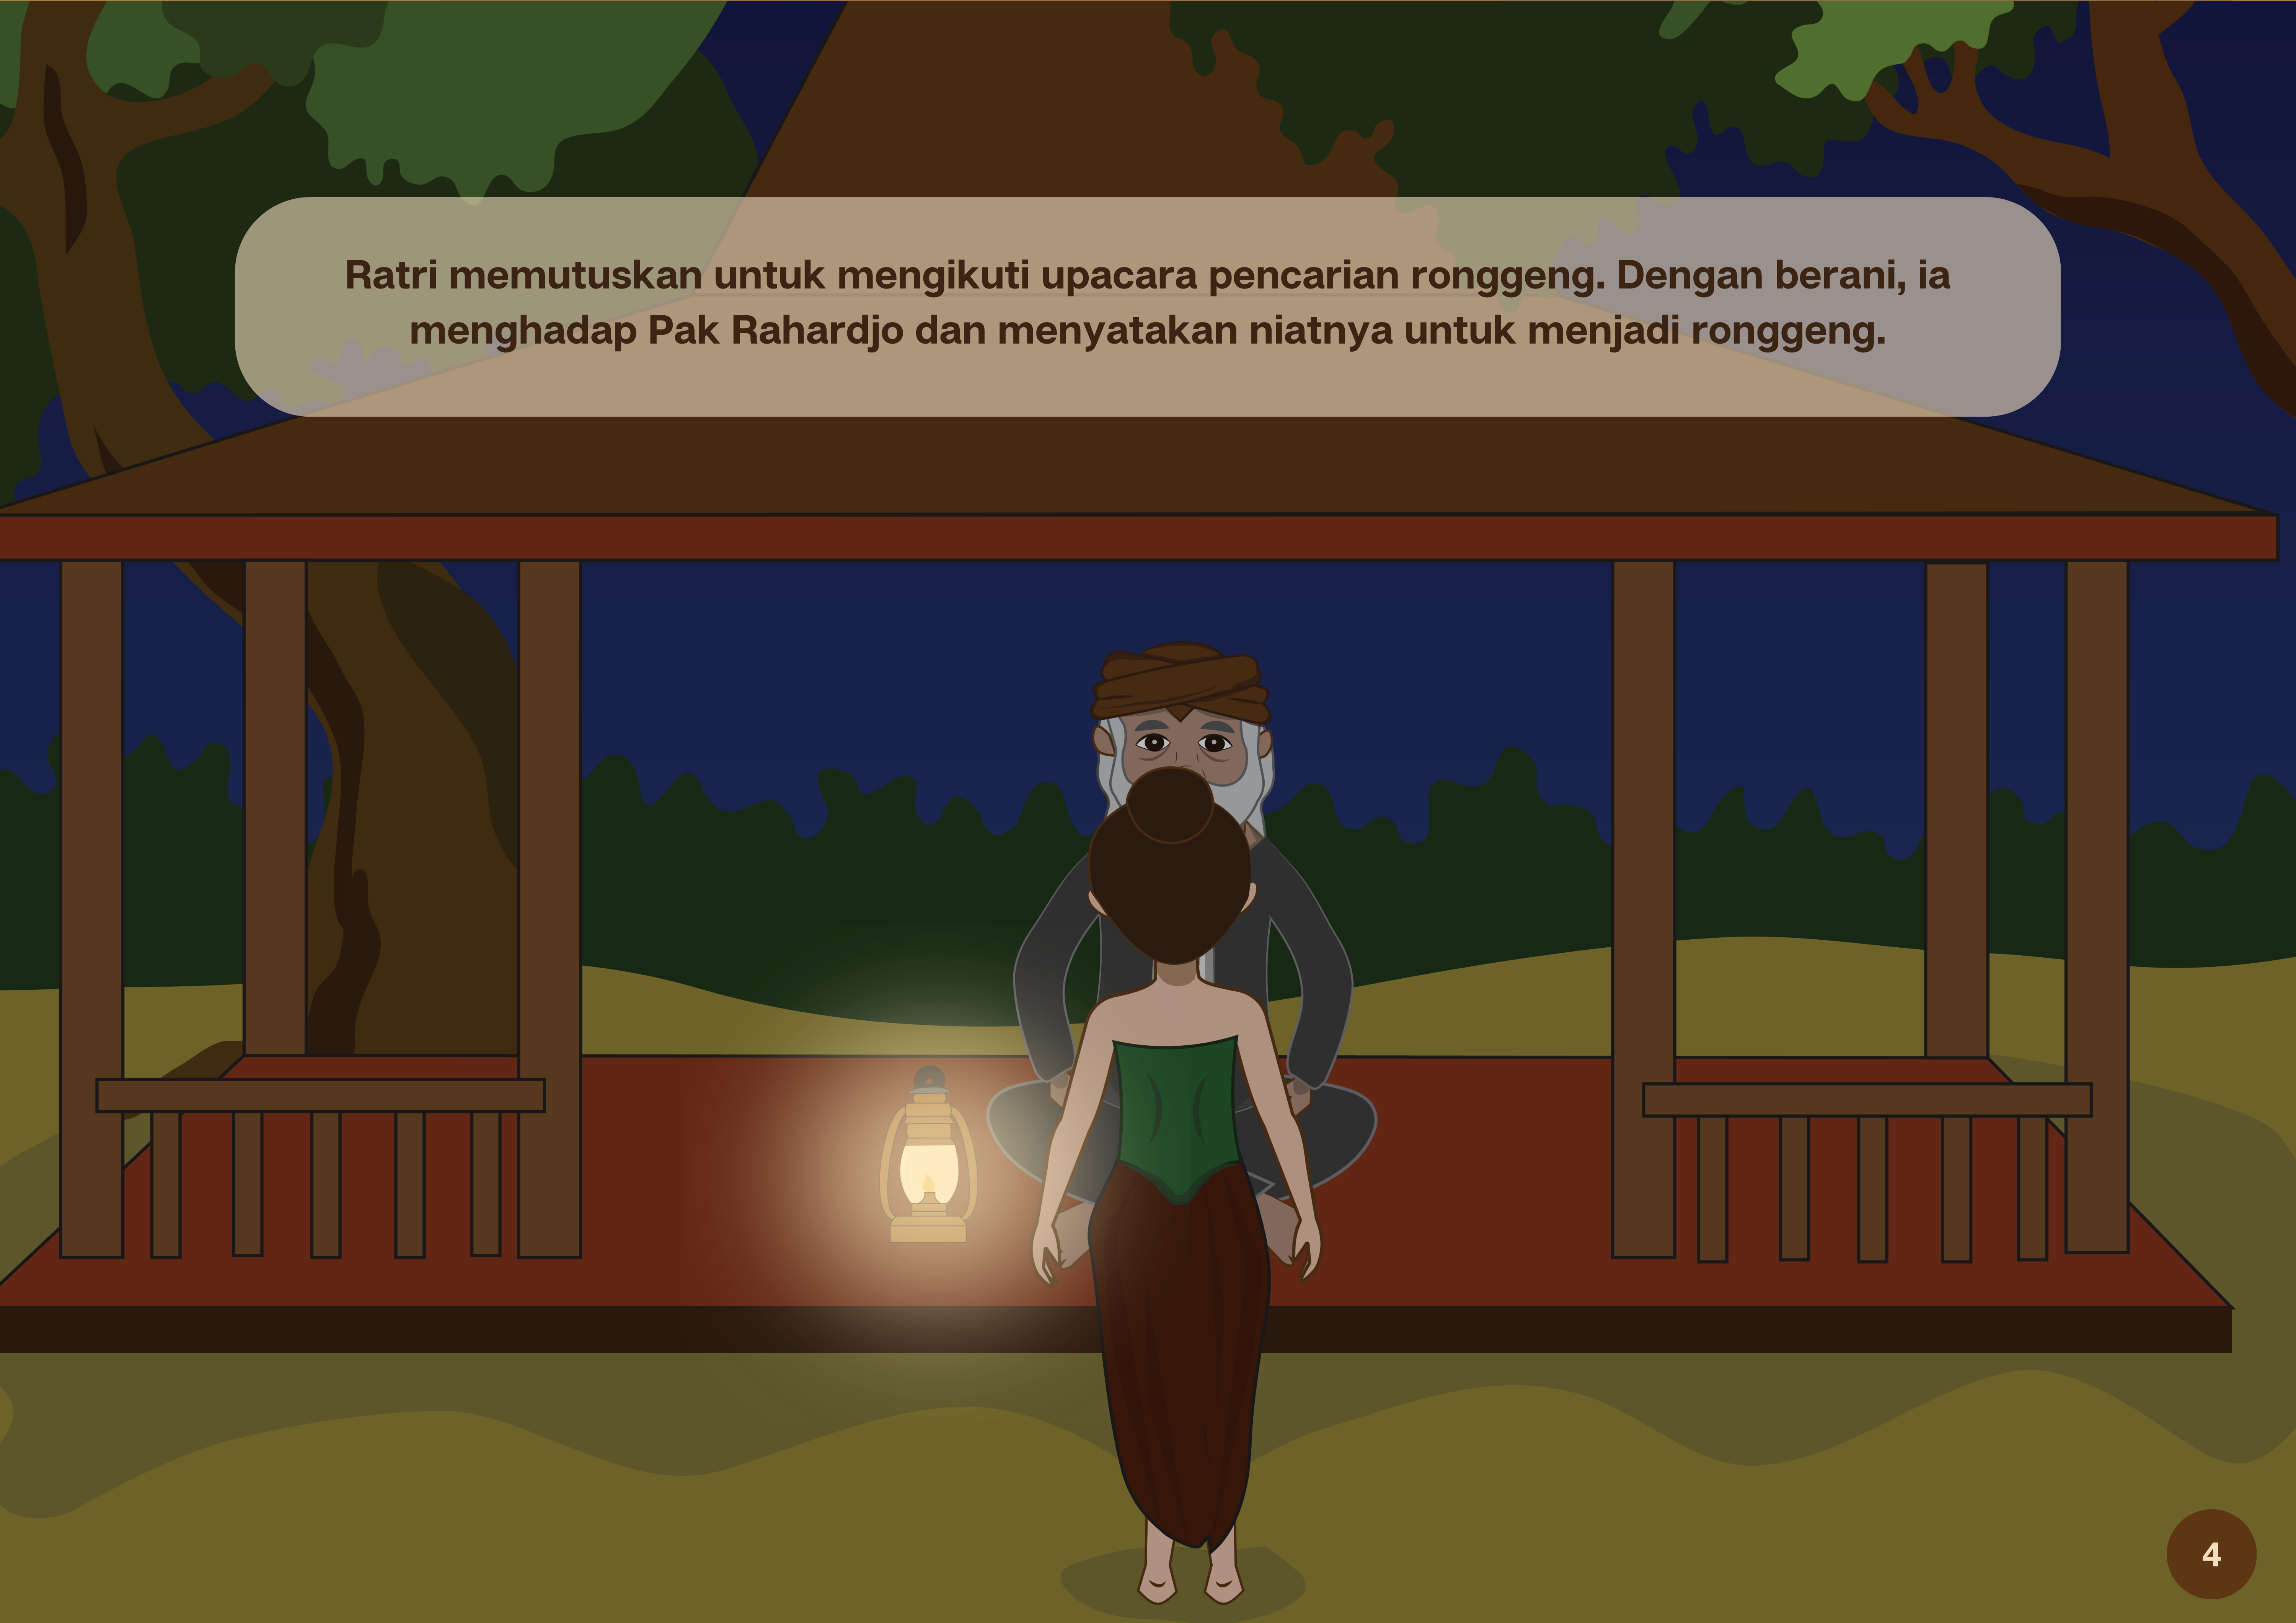 Ratri memutuskan untuk mengikuti upacara pencarian ronggeng. Dengan berani, ia
menghadap Pak Rahardjo dan menyatakan niatnya untuk menjadi ronggeng.
4